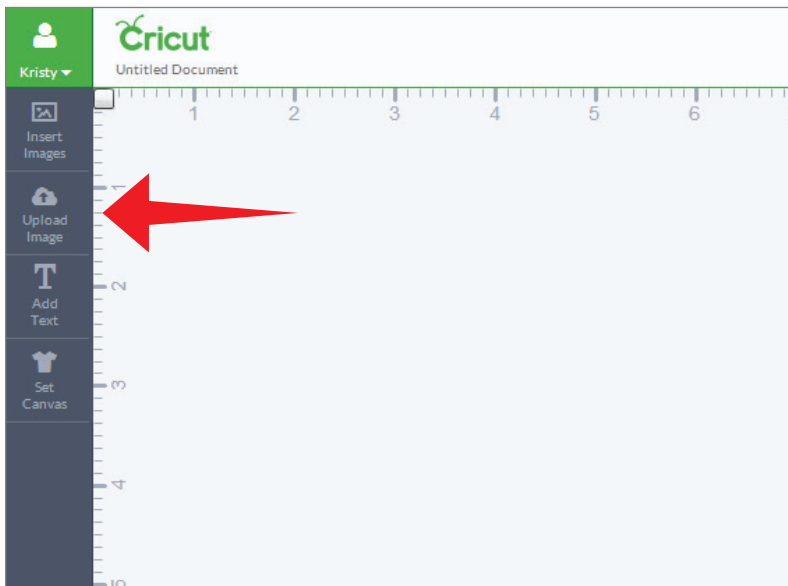 Kristy
Cricut
Untitled Document
1 2 3 4 5 6
Insert
Images
Upload
Image
Add
Text
Set
Canvas
1
2
3
4
5